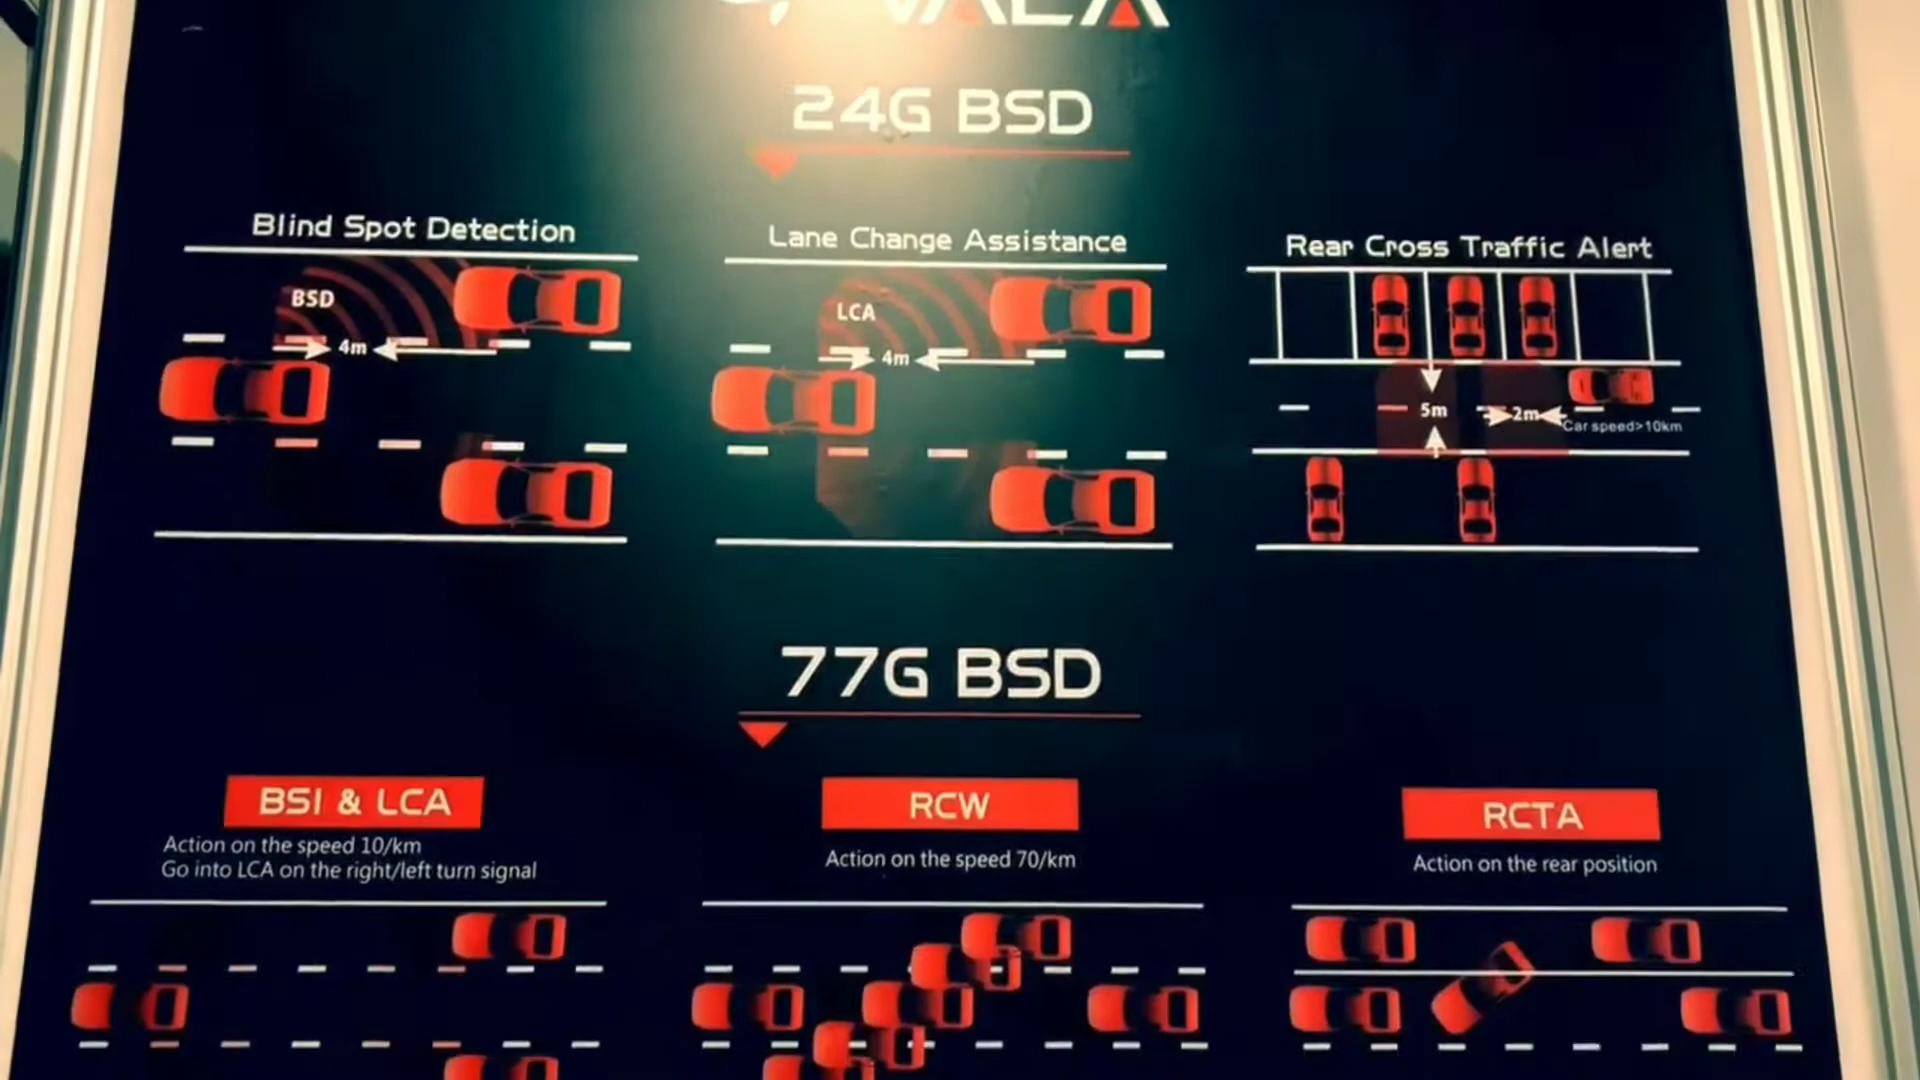 24G BSD
Blind Spot Detection
Lane Change Assistance
Rear Cross Traffic Alert
BSD
4m
LCA
4m
5m
2m
Car speed>10km
77G BSD
BSI & LCA
Action on the speed 10/km
Go into LCA on the right/left turn signal
RCW
Action on the speed 70/km
RCTA
Action on the rear position